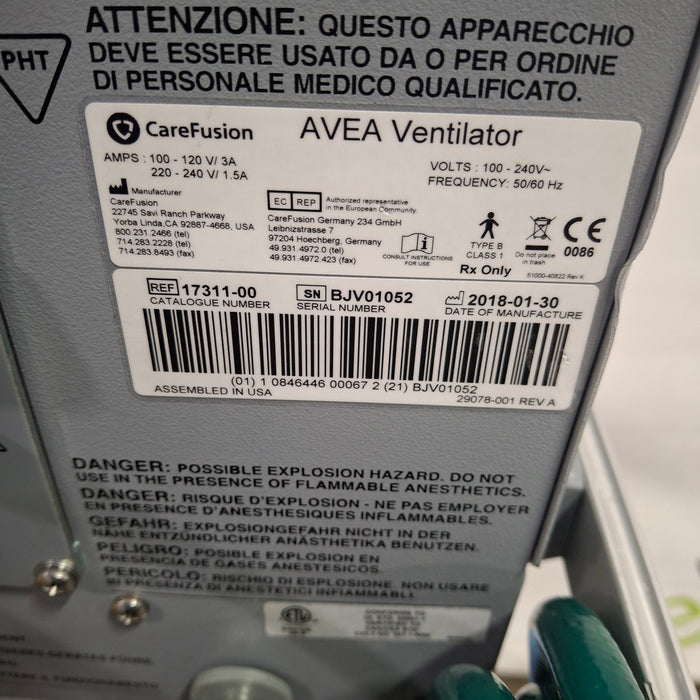 ATTENZIONE: QUESTO APPARECCHIO
DEVE ESSERE USATO DA O PER ORDINE
DI PERSONALE MEDICO QUALIFICATO.
PHT
CareFusion
AVEA Ventilator
AMPS : 100 - 120 V/ 3A
220 - 240 V/ 1.5A
VOLTS : 100 - 240V~
FREQUENCY: 50/60 Hz
Manufacturer
CareFusion
22745 Savi Ranch Parkway
Yorba Linda,CA 92887-4668, USA
800.231.2466 (tel)
714.283.2228 (tel)
714.283.8493 (fax)
EC REP
Authorized representative
in the European Community
CareFusion Germany 234 GmbH
Leibnizstrasse 7
97204 Hoechberg, Germany
49.931.4972.0 (tel)
49.931.4972.423 (fax)
i
CONSULT INSTRUCTIONS
FOR USE
TYPE B
CLASS 1
Rx Only
Do not place
in trash
CE
0086
51000-40822 Rev K
REF 17311-00
CATALOGUE NUMBER
SN BJV01052
SERIAL NUMBER
2018-01-30
DATE OF MANUFACTURE
(01) 1 0846446 00067 2 (21) BJV01052
ASSEMBLED IN USA
29078-001 REV A
DANGER: POSSIBLE EXPLOSION HAZARD. DO NOT
USE IN THE PRESENCE OF FLAMMABLE ANESTHETICS.
DANGER: RISQUE D'EXPLOSION - NE PAS EMPLOYER
EN PRESENCE D'ANESTHESIQUES INFLAMMABLES.
GEFAHR: EXPLOSIONGEFAHR NICHT IN DER
NÄHE ENTZÜNDLICHER ANÄSTHETIKA BENUTZEN.
PELIGRO: POSIBLE EXPLOSION EN
PRESENCIA DE GASES ANESTESICOS.
PERICOLO: RISCHIO DI ESPLOSIONE. NON USARE
IN PRESENZA DI ANESTETICI INFIAMMABILI.